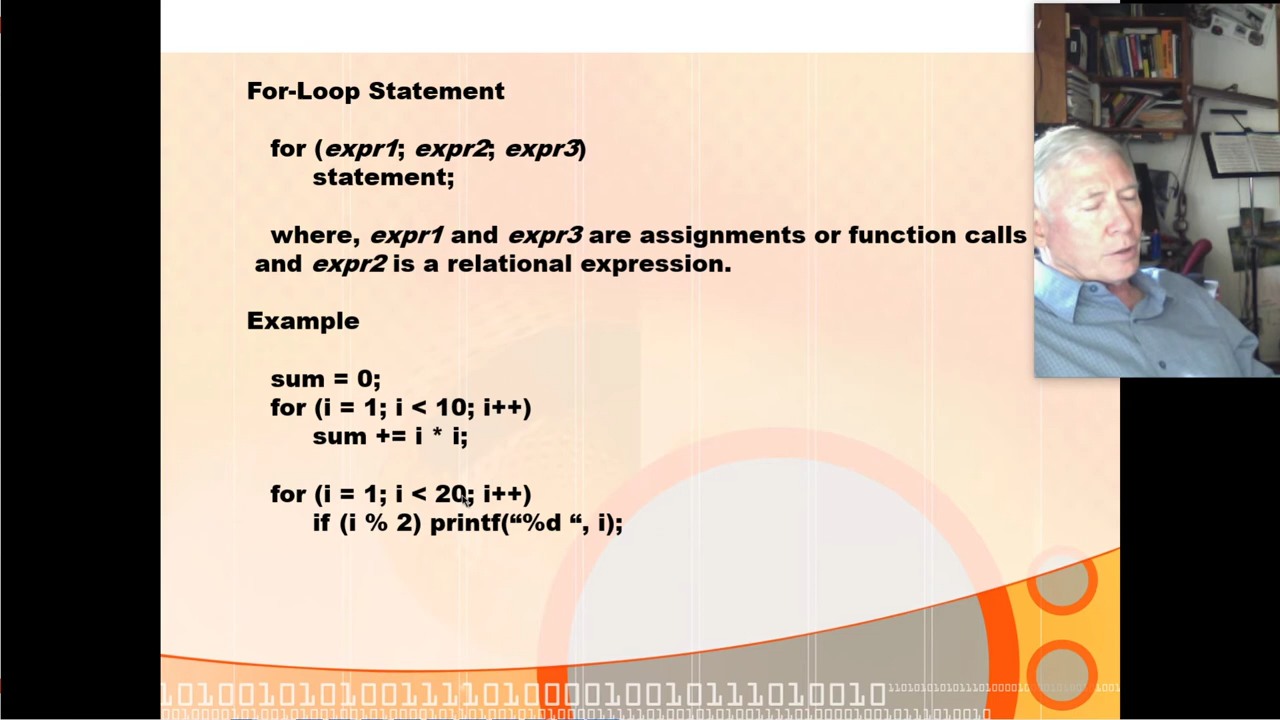 For-Loop Statement
for (expr1; expr2; expr3)
statement;
where, expr1 and expr3 are assignments or function calls
and expr2 is a relational expression.
Example
sum = 0;
for (i = 1; i < 10; i++)
sum += i * i;
for (i = 1; i < 20; i++)
if (i % 2) printf(“%d “, i);